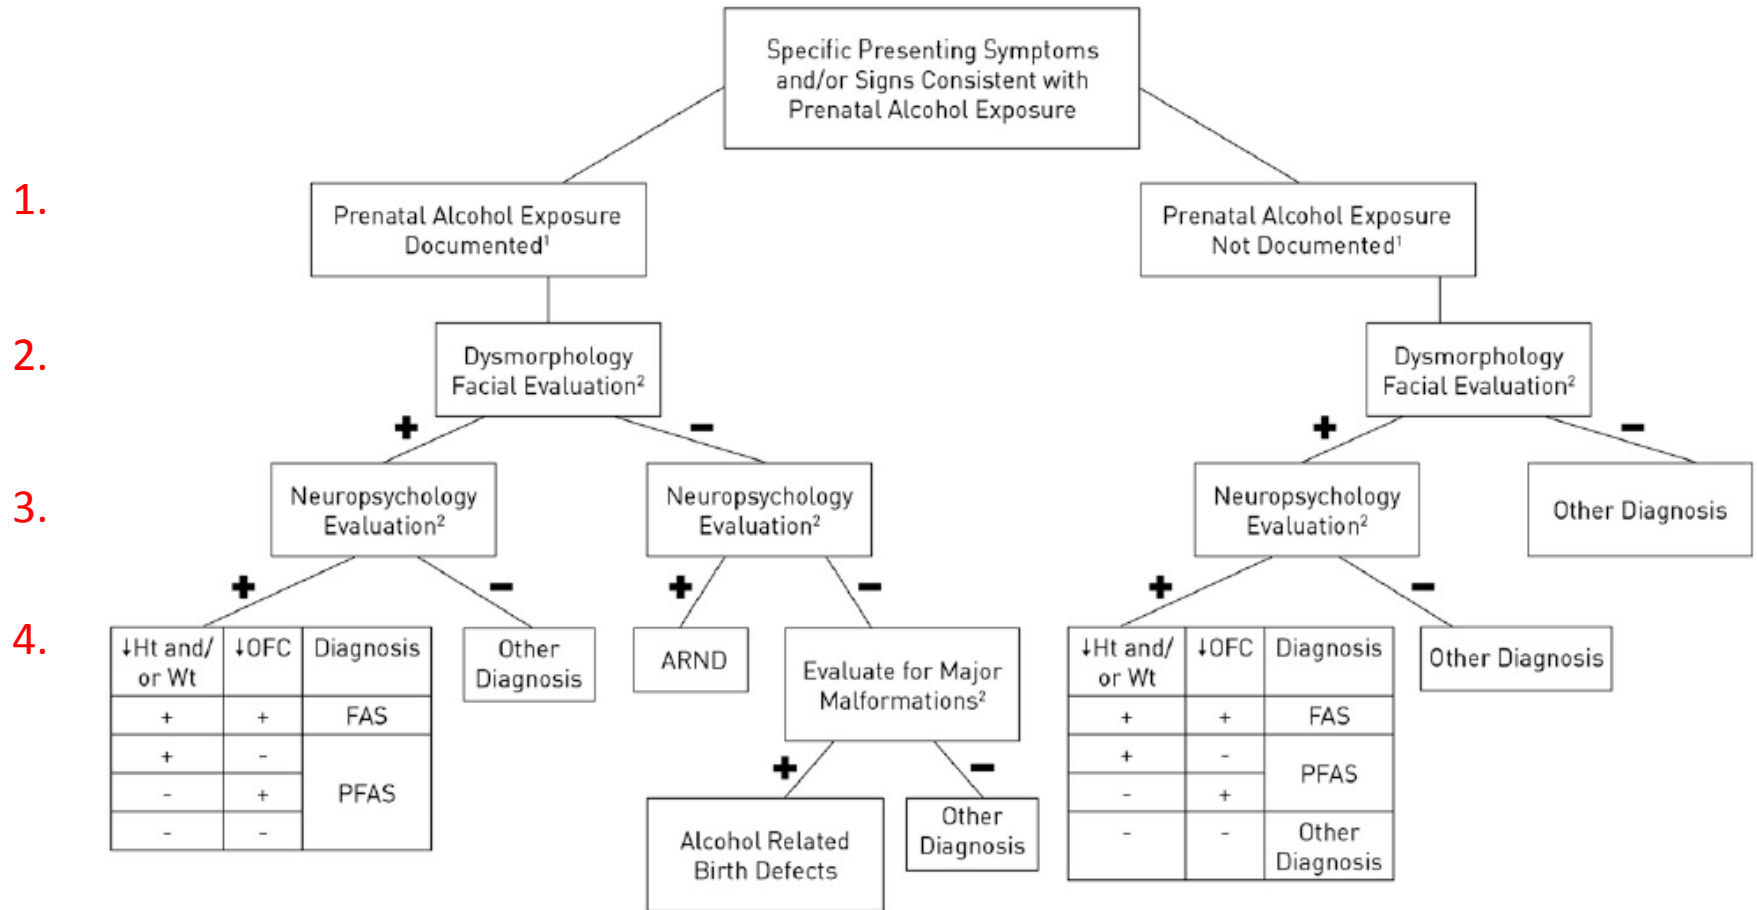 Specific Presenting Symptoms
and/or Signs Consistent with
Prenatal Alcohol Exposure
1.
Prenatal Alcohol Exposure
Documented¹
Prenatal Alcohol Exposure
Not Documented¹
2.
Dysmorphology
Facial Evaluation²
Dysmorphology
Facial Evaluation²
+
−
+
−
3.
Neuropsychology
Evaluation²
Neuropsychology
Evaluation²
Neuropsychology
Evaluation²
Other Diagnosis
+
−
+
−
+
−
4.
↓Ht and/
or Wt
↓OFC
Diagnosis
+ + FAS
+ -
- + PFAS
- -
Other
Diagnosis
ARND
Evaluate for Major
Malformations²
+
−
Alcohol Related
Birth Defects
Other
Diagnosis
↓Ht and/
or Wt
↓OFC
Diagnosis
+ + FAS
+ -
PFAS
- +
- - Other
Diagnosis
Other Diagnosis